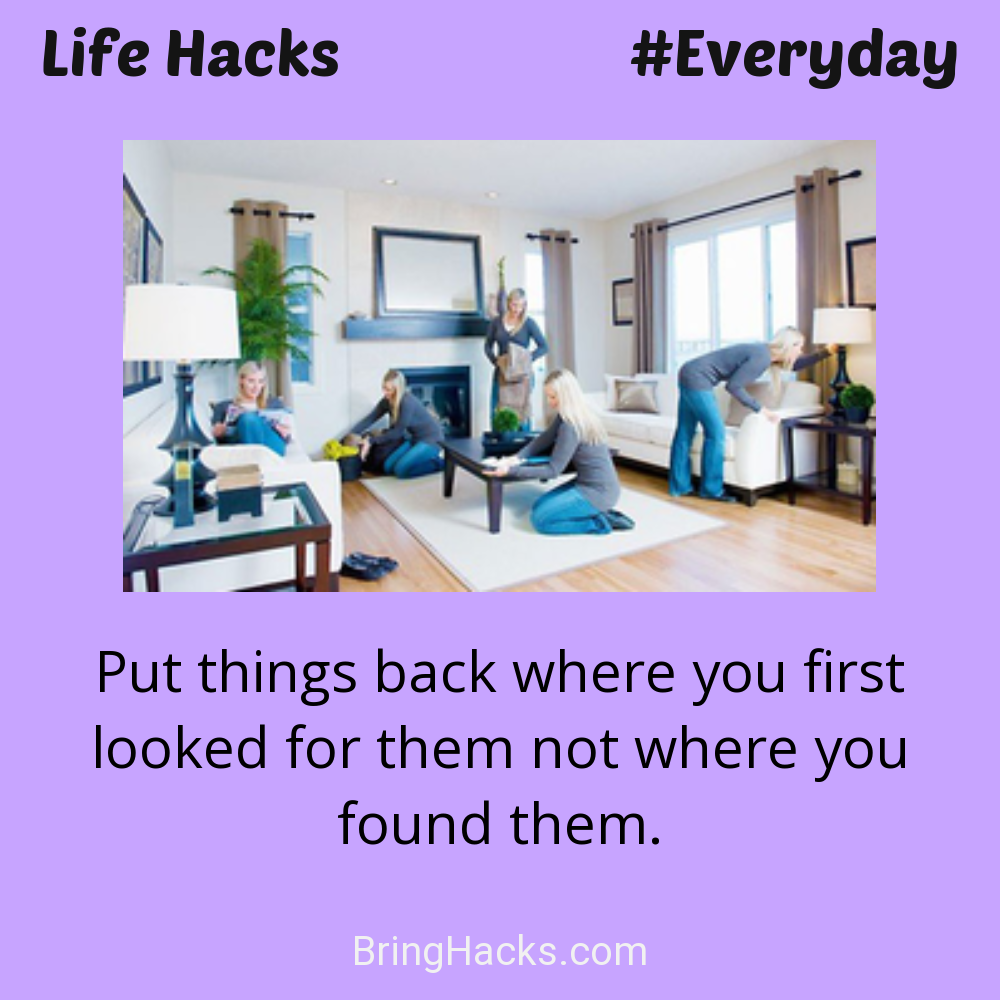 Life Hacks #Everyday
Put things back where you first
looked for them not where you
found them.
BringHacks.com